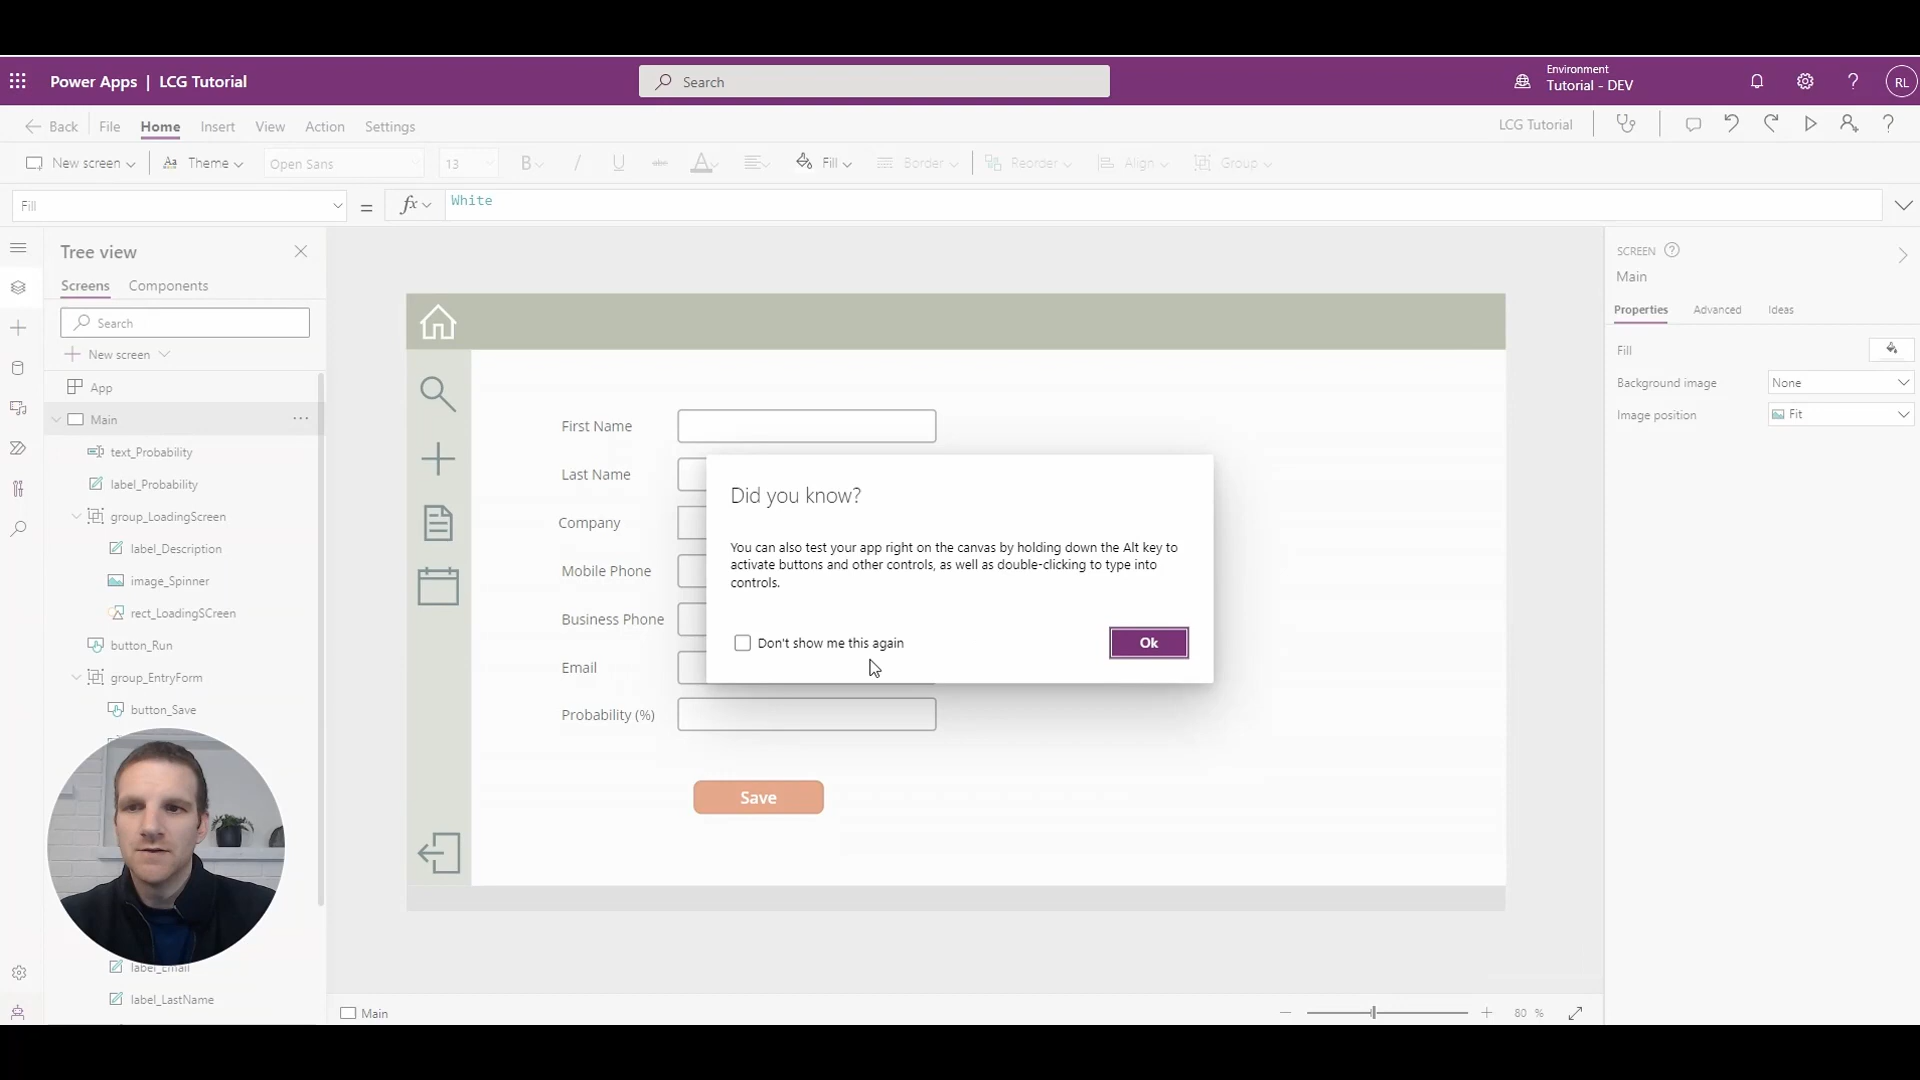 Power Apps | LCG Tutorial
Search
Environment
Tutorial - DEV
RL
Back
File
Home
Insert
View
Action
Settings
LCG Tutorial
New screen
Theme
Open Sans
13
B
I
U
abc
A
Fill
Border
Reorder
Align
Group
Fill
=
fx
White
Tree view
Screens
Components
Search
New screen
App
Main
text_Probability
label_Probability
group_LoadingScreen
label_Description
image_Spinner
rect_LoadingSCreen
button_Run
group_EntryForm
button_Save
label_Email
label_LastName
First Name
Last Name
Company
Mobile Phone
Business Phone
Email
Probability (%)
Save
Did you know?
You can also test your app right on the canvas by holding down the Alt key to
activate buttons and other controls, as well as double-clicking to type into
controls.
Don't show me this again
Ok
SCREEN
Main
Properties
Advanced
Ideas
Fill
Background image
None
Image position
Fit
Main
80 %